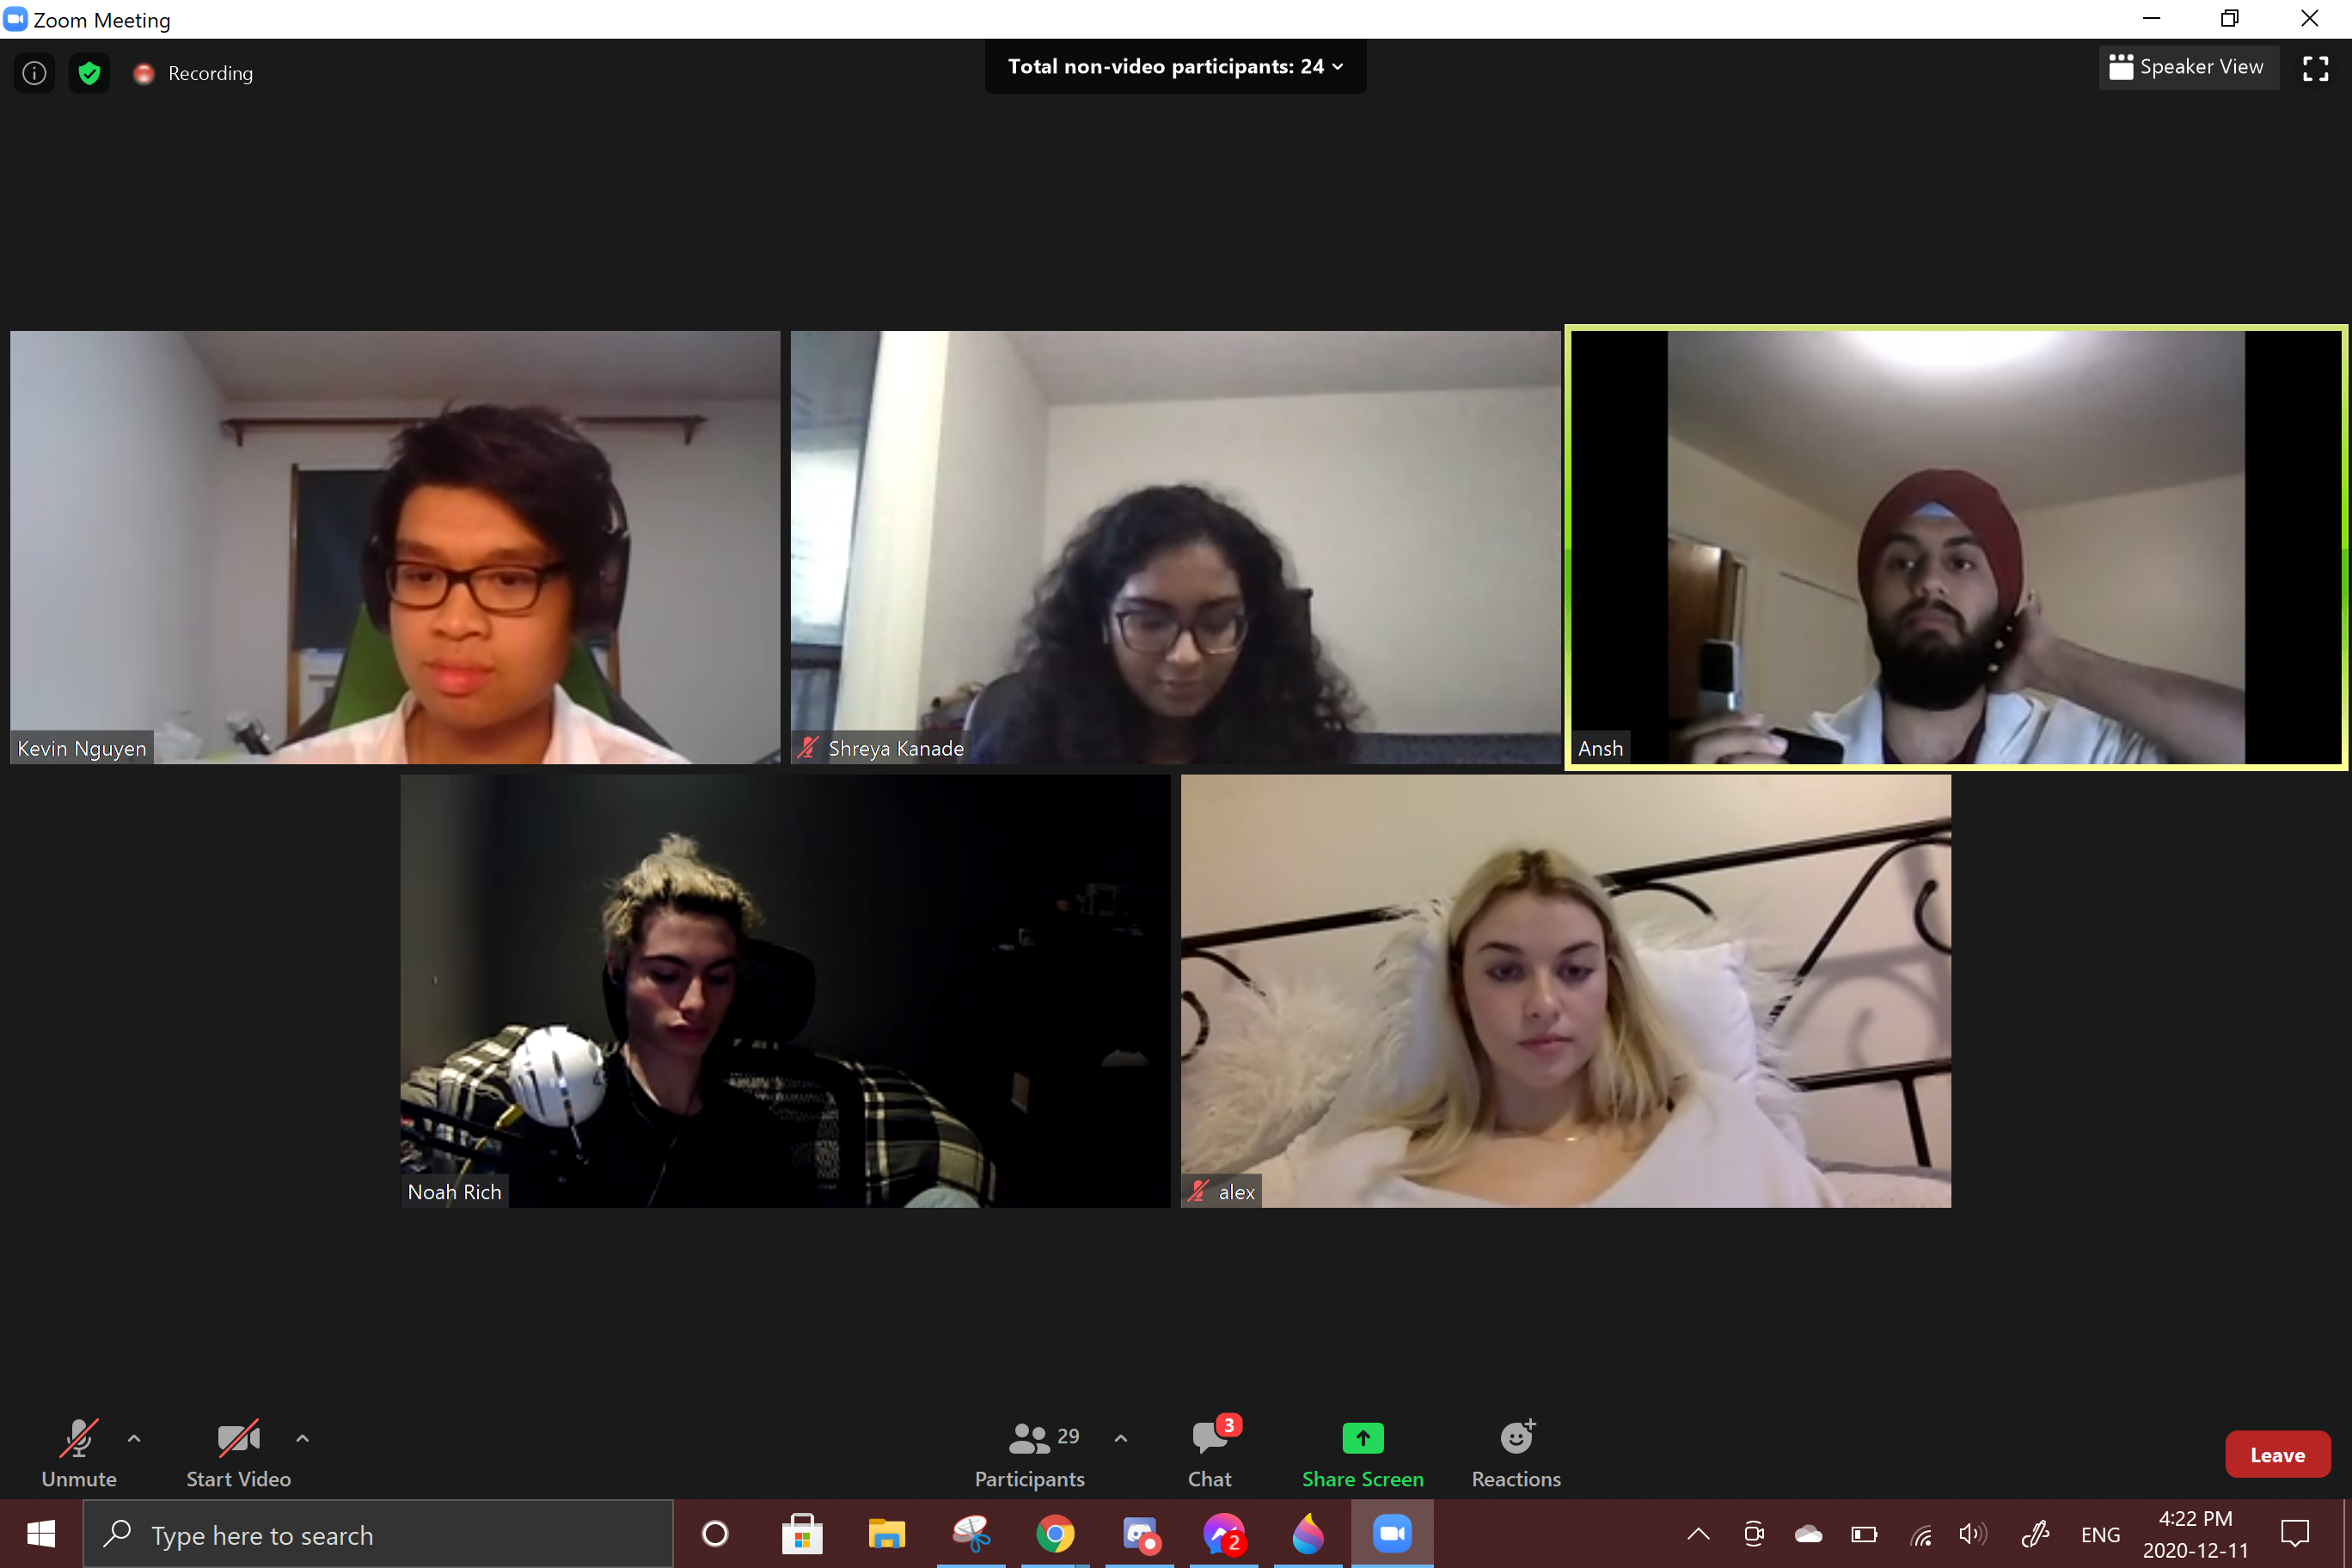 Zoom Meeting
Recording
Total non-video participants: 24
Speaker View
Kevin Nguyen
Shreya Kanade
Ansh
Noah Rich
alex
Unmute
Start Video
29
Participants
3
Chat
Share Screen
Reactions
Leave
Type here to search
2
ENG
4:22 PM
2020-12-11